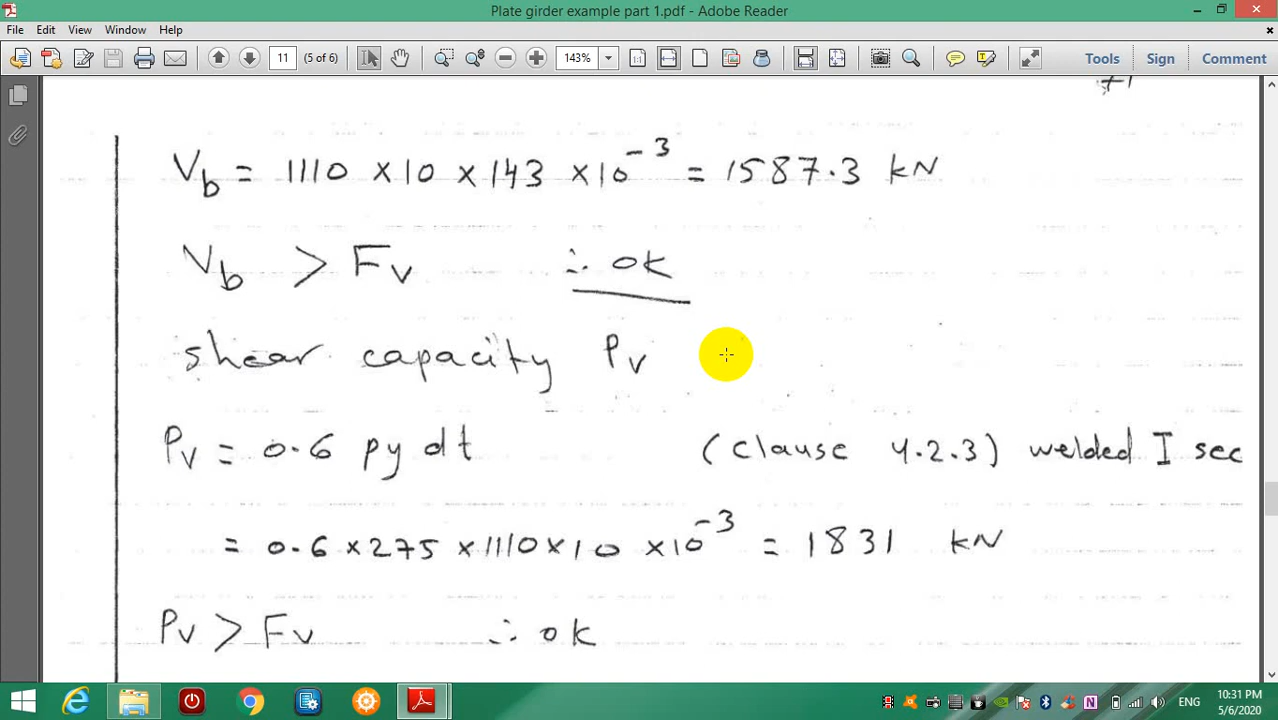 Plate girder example part 1.pdf - Adobe Reader
File Edit View Window Help
11 (5 of 6) 143% Tools Sign Comment
Vb = 1110 × 10 × 143 × 10⁻³ = 1587.3 kN
Vb > Fv ∴ ok
shear capacity Pv
Pv = 0.6 py dt (clause 4.2.3) welded I sec
= 0.6 × 275 × 1110 × 10 × 10⁻³ = 1831 kN
Pv > Fv ∴ ok
ENG
10:31 PM
5/6/2020